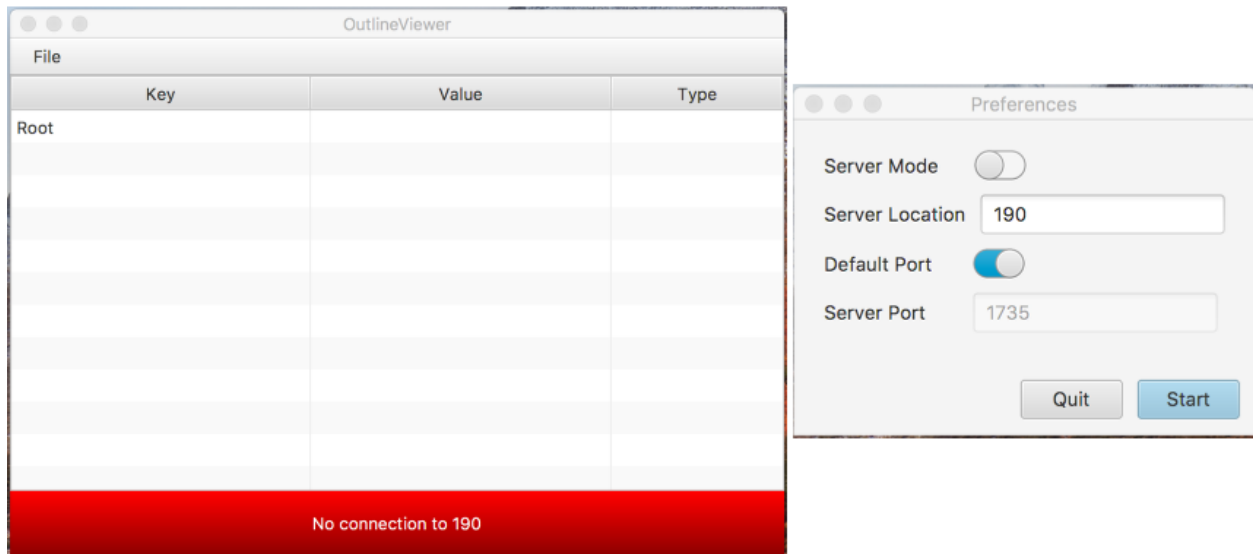 OutlineViewer
File
Key Value Type
Root
No connection to 190
Preferences
Server Mode
Server Location 190
Default Port
Server Port 1735
Quit Start